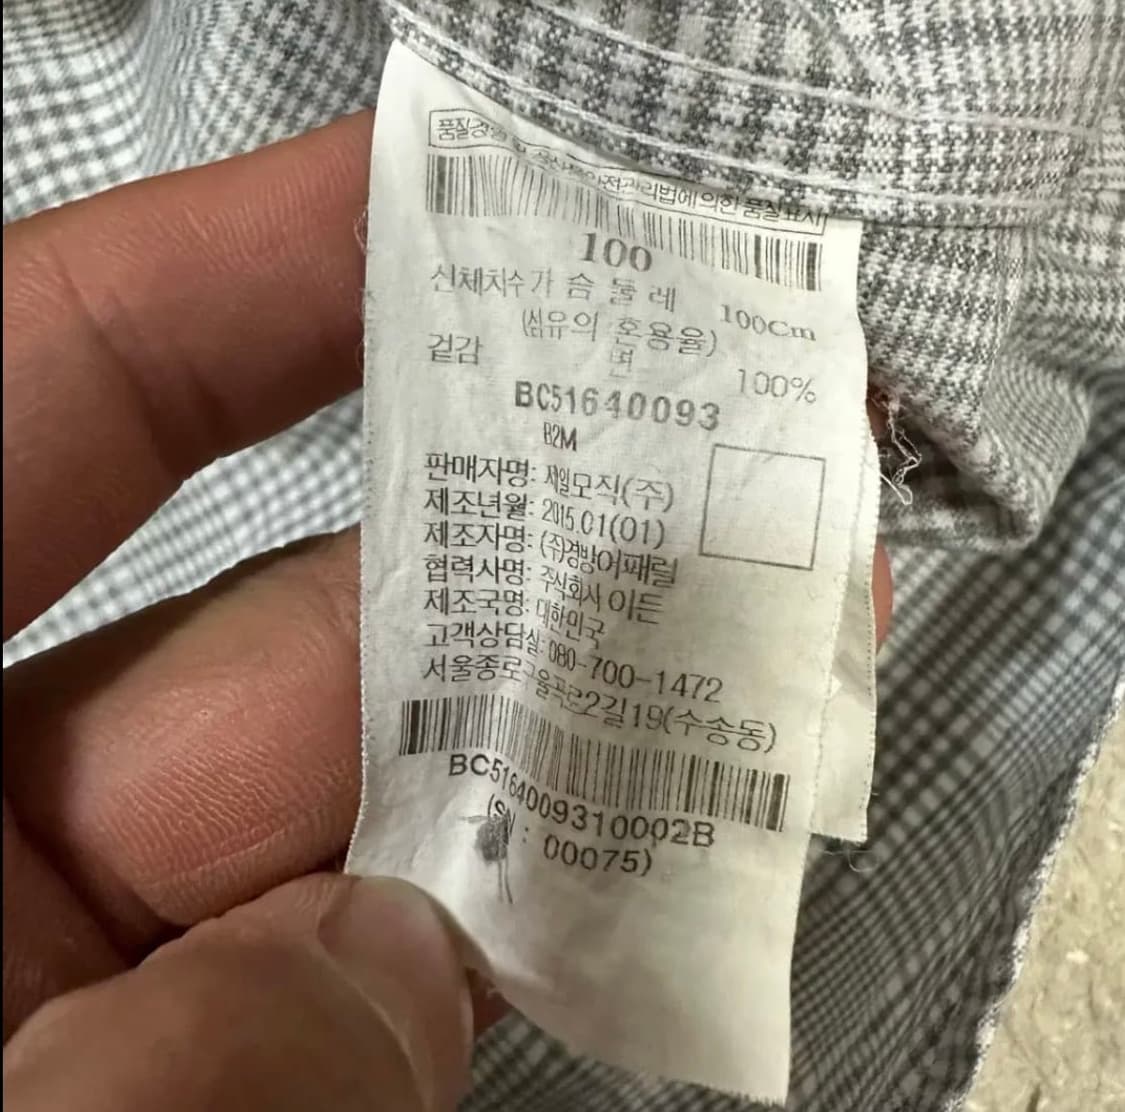 품질경영 및 공산품안전관리법에 의한 품질표시
100
신체치수 가 슴 둘 레 100Cm
(섬유의 혼용율)
겉감 면 100%
BC51640093
B2M
판매자명: 제일모직(주)
제조년월: 2015.01(01)
제조자명: (주)경방어패럴
협력사명: 주식회사 이든
제조국명: 대한민국
고객상담실: 080-700-1472
서울종로구율곡로2길19(수송동)
BC5164009310002B
(SN : 00075)